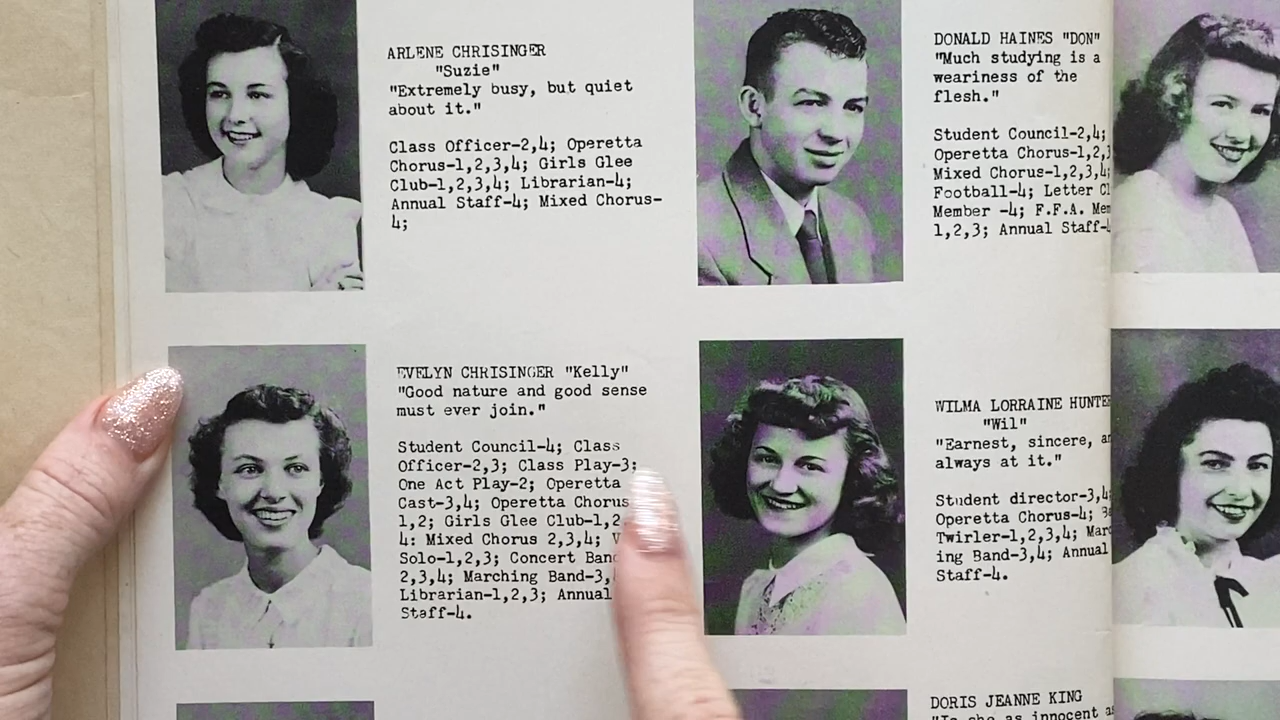 ARLENE CHRISINGER
"Suzie"
"Extremely busy, but quiet
about it."
Class Officer-2,4; Operetta
Chorus-1,2,3,4; Girls Glee
Club-1,2,3,4; Librarian-4;
Annual Staff-4; Mixed Chorus-
4;
EVELYN CHRISINGER "Kelly"
"Good nature and good sense
must ever join."
Student Council-4; Class
Officer-2,3; Class Play-3;
One Act Play-2; Operetta
Cast-3,4; Operetta Chorus
1,2; Girls Glee Club-1,2
4: Mixed Chorus 2,3,4;
Solo-1,2,3; Concert Band
2,3,4; Marching Band-3,
Librarian-1,2,3; Annual
Staff-4.
DONALD HAINES "DON"
"Much studying is a
weariness of the
flesh."
Student Council-2,4;
Operetta Chorus-1,2,3
Mixed Chorus-1,2,3,4;
Football-4; Letter
Member -4; F.F.A.
1,2,3; Annual Staff-4
WILMA LORRAINE HUNTER
"Wil"
"Earnest, sincere,
always at it."
Student director-3,4;
Operetta Chorus-4;
Twirler-1,2,3,4;
ing Band-3,4; Annual
Staff-4.
DORIS JEANNE KING
"Is she as innocent